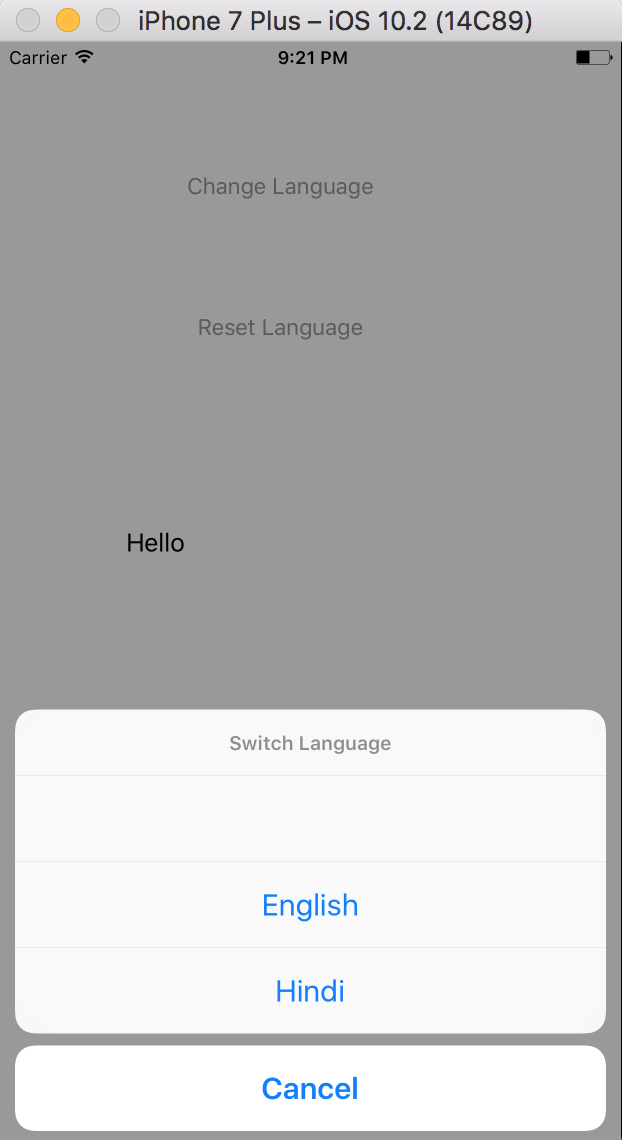 iPhone 7 Plus – iOS 10.2 (14C89)
Carrier 9:21 PM
Change Language
Reset Language
Hello
Switch Language
English
Hindi
Cancel